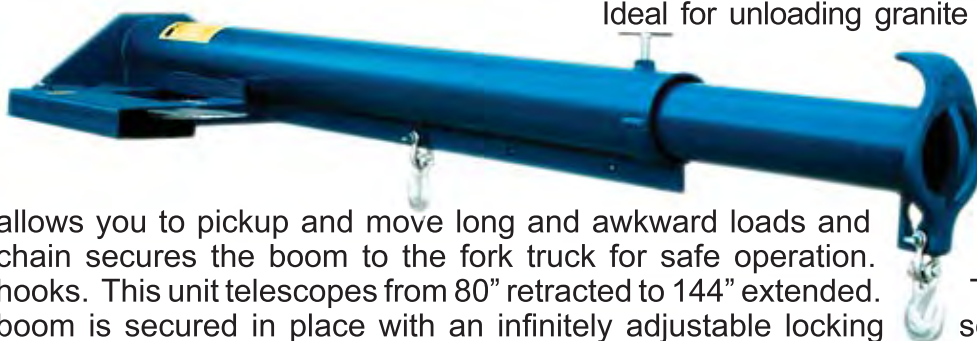 Ideal for unloading granite
allows you to pickup and move long and awkward loads and
chain secures the boom to the fork truck for safe operation.
hooks. This unit telescopes from 80” retracted to 144” extended.
boom is secured in place with an infinitely adjustable locking